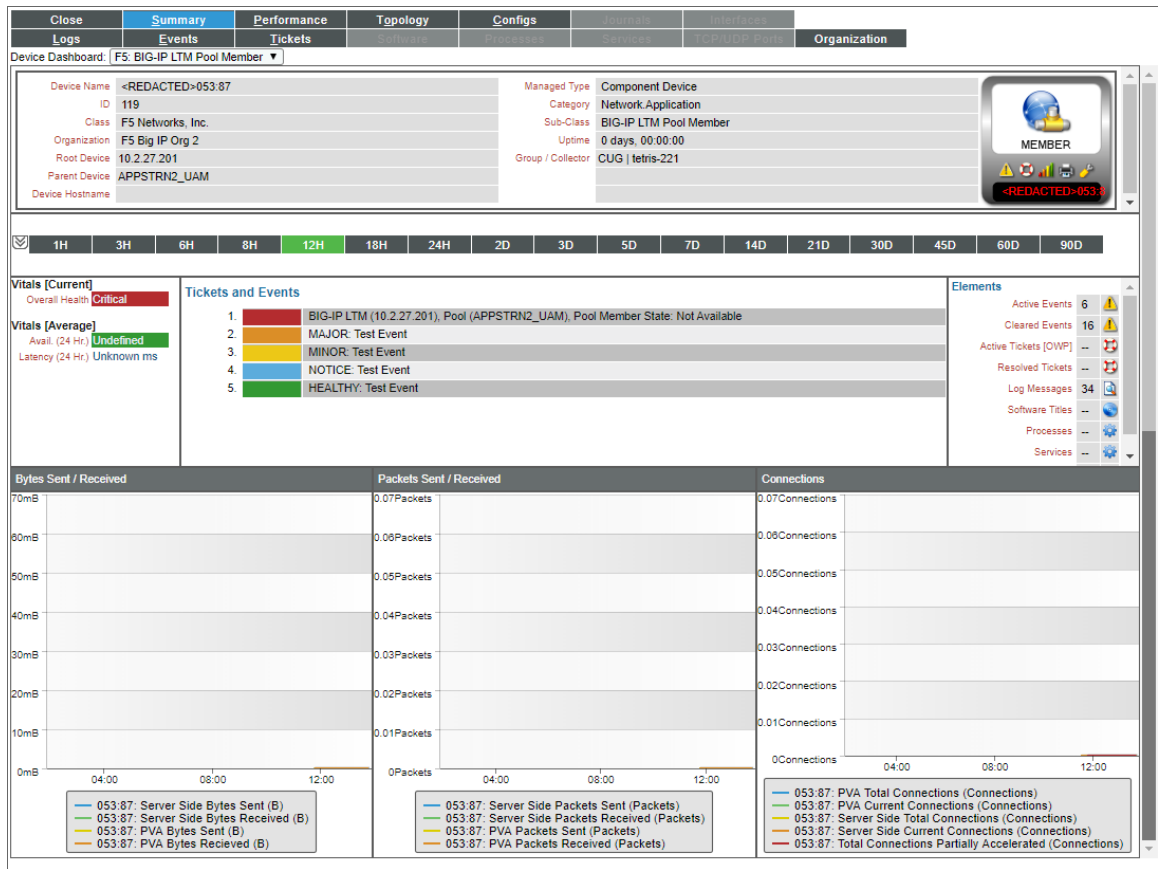 Close Summary Performance Topology Configs Journals Interfaces
Logs Events Tickets Software Processes Services TCP/UDP Ports Organization
Device Dashboard: F5: BIG-IP LTM Pool Member ▼
Device Name <REDACTED>053:87 Managed Type Component Device
ID 119 Category Network.Application
Class F5 Networks, Inc. Sub-Class BIG-IP LTM Pool Member
Organization F5 Big IP Org 2 Uptime 0 days, 00:00:00
Root Device 10.2.27.201 Group / Collector CUG | tetris-221
Parent Device APPSTRN2_UAM
Device Hostname
MEMBER
<REDACTED>053:8
1H 3H 6H 8H 12H 18H 24H 2D 3D 5D 7D 14D 21D 30D 45D 60D 90D
Vitals [Current]
Overall Health Critical
Vitals [Average]
Avail. (24 Hr.) Undefined
Latency (24 Hr.) Unknown ms
Tickets and Events
1. BIG-IP LTM (10.2.27.201), Pool (APPSTRN2_UAM), Pool Member State: Not Available
2. MAJOR: Test Event
3. MINOR: Test Event
4. NOTICE: Test Event
5. HEALTHY: Test Event
Elements
Active Events 6
Cleared Events 16
Active Tickets [OWP] --
Resolved Tickets --
Log Messages 34
Software Titles --
Processes --
Services --
Bytes Sent / Received
70mB
60mB
50mB
40mB
30mB
20mB
10mB
0mB
04:00 08:00 12:00
053:87: Server Side Bytes Sent (B)
053:87: Server Side Bytes Received (B)
053:87: PVA Bytes Sent (B)
053:87: PVA Bytes Recieved (B)
Packets Sent / Received
0.07Packets
0.06Packets
0.05Packets
0.04Packets
0.03Packets
0.02Packets
0.01Packets
0Packets
04:00 08:00 12:00
053:87: Server Side Packets Sent (Packets)
053:87: Server Side Packets Received (Packets)
053:87: PVA Packets Sent (Packets)
053:87: PVA Packets Received (Packets)
Connections
0.07Connections
0.06Connections
0.05Connections
0.04Connections
0.03Connections
0.02Connections
0.01Connections
0Connections
04:00 08:00 12:00
053:87: PVA Total Connections (Connections)
053:87: PVA Current Connections (Connections)
053:87: Server Side Total Connections (Connections)
053:87: Server Side Current Connections (Connections)
053:87: Total Connections Partially Accelerated (Connections)